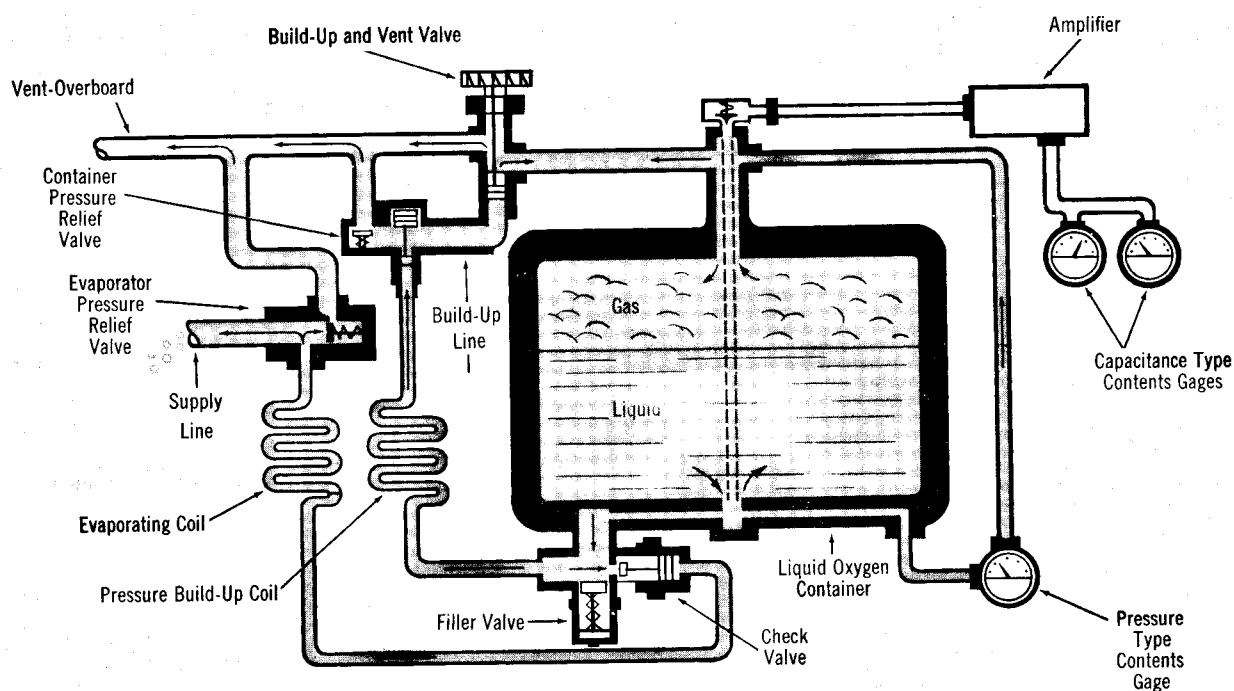 Build-Up and Vent Valve
Amplifier
Vent-Overboard
Container
Pressure
Relief
Valve
Evaporator
Pressure
Relief
Valve
Build-Up
Line
Gas
Capacitance Type
Contents Gages
Supply
Line
Liquid
Evaporating Coil
Pressure Build-Up Coil
Filler Valve
Check
Valve
Liquid Oxygen
Container
Pressure
Type
Contents
Gage